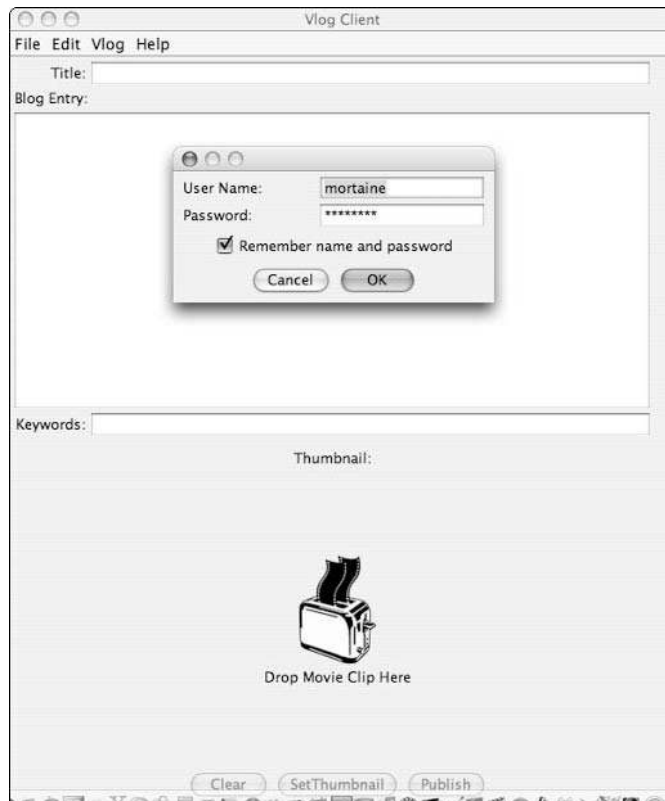 Vlog Client
File Edit Vlog Help
Title:
Blog Entry:
User Name: mortaine
Password: ********
Remember name and password
Cancel OK
Keywords:
Thumbnail:
Drop Movie Clip Here
Clear SetThumbnail Publish